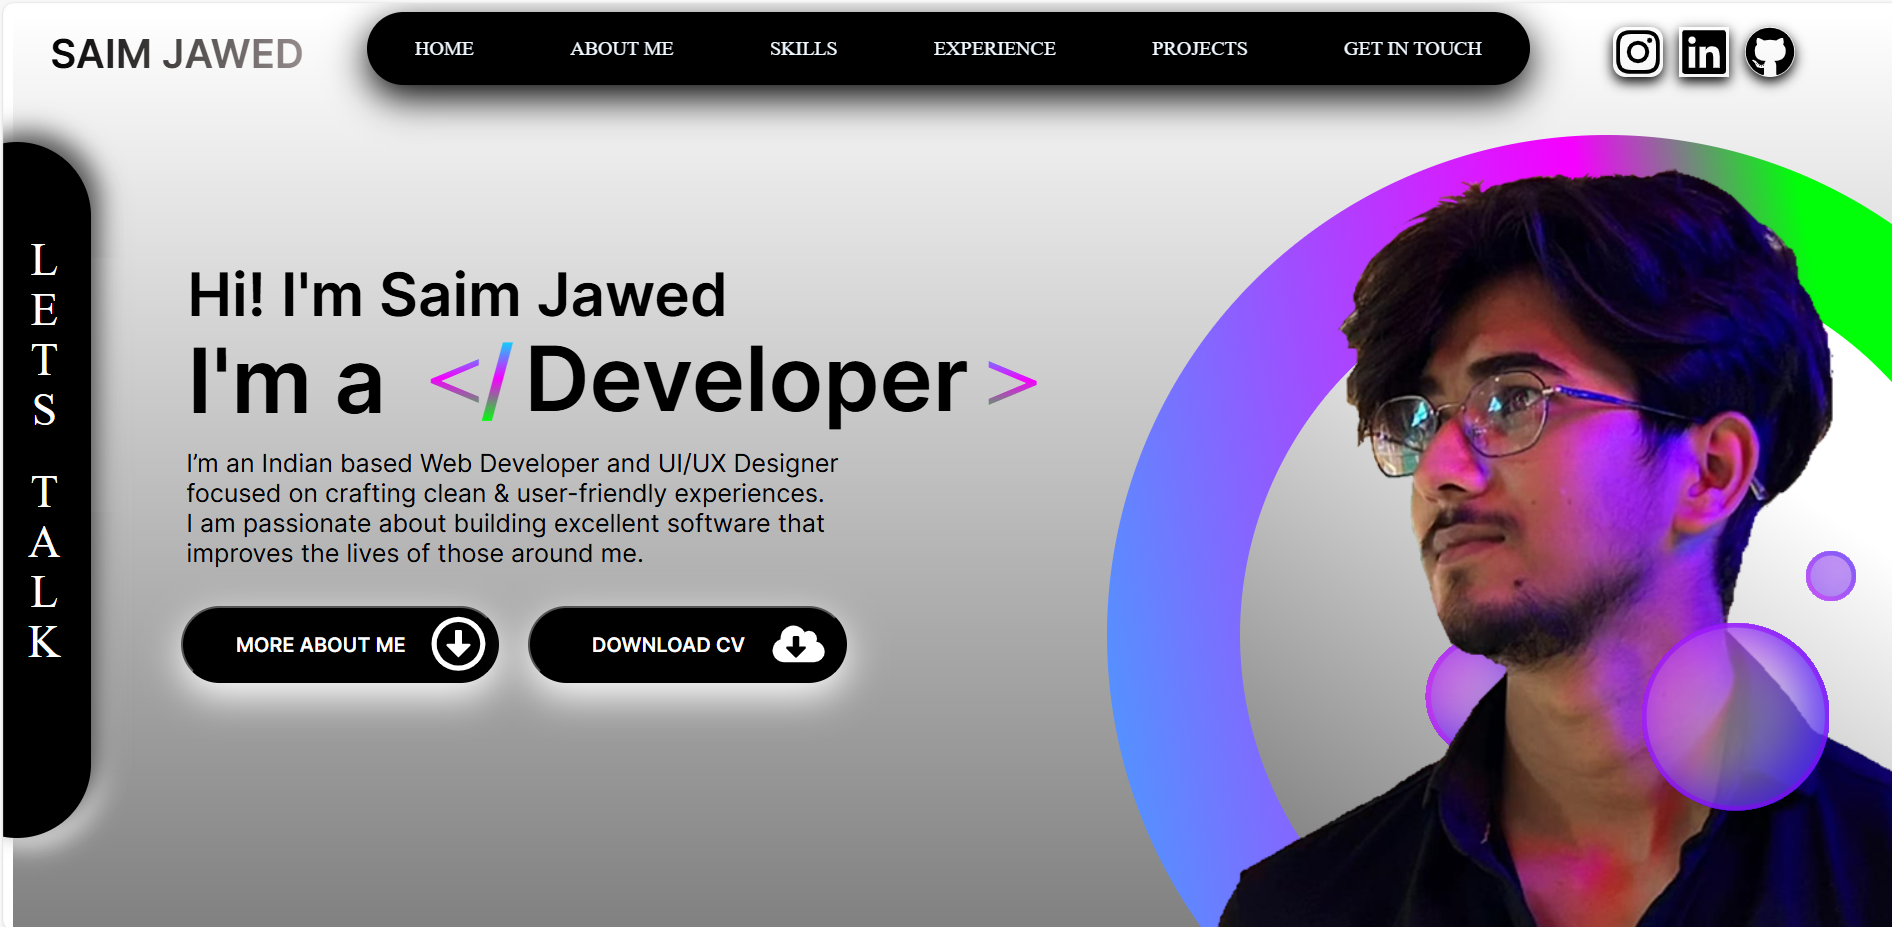 SAIM JAWED
HOME ABOUT ME SKILLS EXPERIENCE PROJECTS GET IN TOUCH
in
LETS TALK
Hi! I'm Saim Jawed
I'm a </ Developer >
I’m an Indian based Web Developer and UI/UX Designer
focused on crafting clean & user-friendly experiences.
I am passionate about building excellent software that
improves the lives of those around me.
MORE ABOUT ME
DOWNLOAD CV